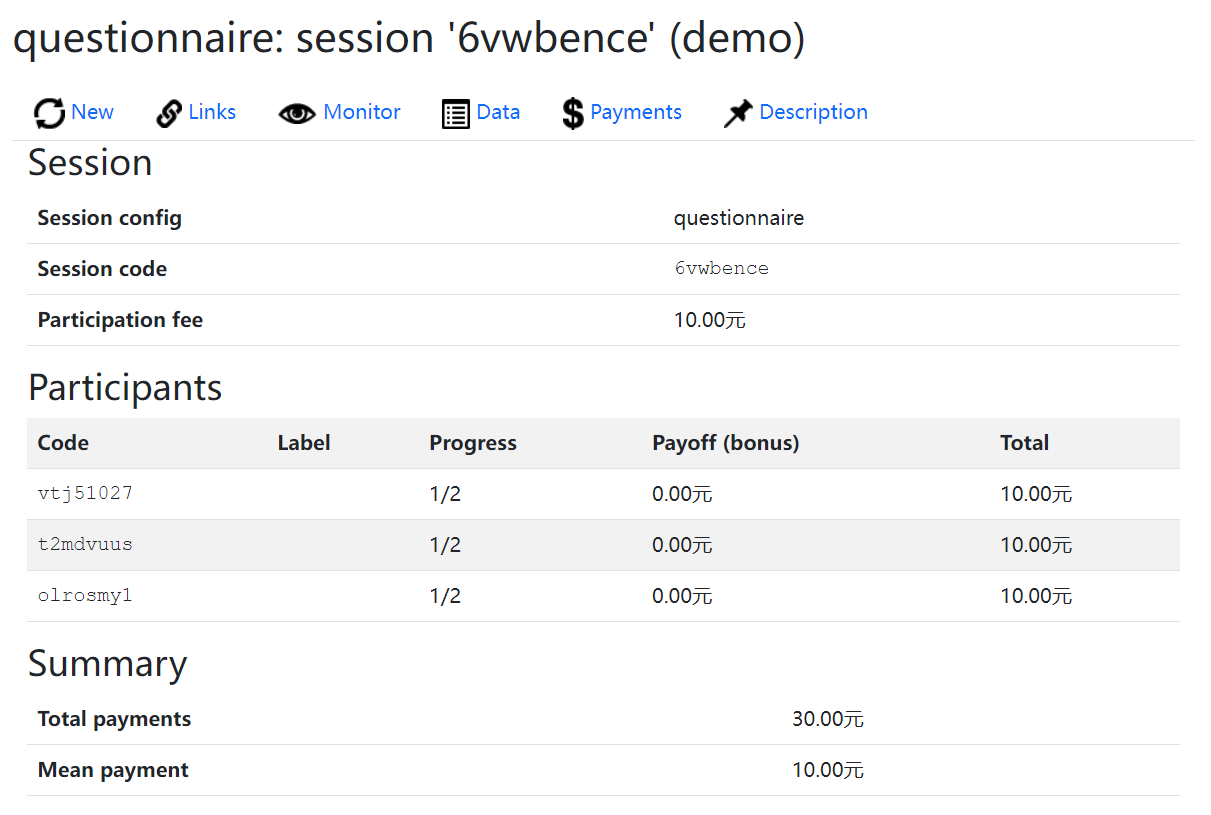 questionnaire: session '6vwbence' (demo)
New Links Monitor Data Payments Description
Session
Session config questionnaire
Session code 6vwbence
Participation fee 10.00元
Participants
Code Label Progress Payoff (bonus) Total
vtj51027 1/2 0.00元 10.00元
t2mdvuus 1/2 0.00元 10.00元
olrosmy1 1/2 0.00元 10.00元
Summary
Total payments 30.00元
Mean payment 10.00元